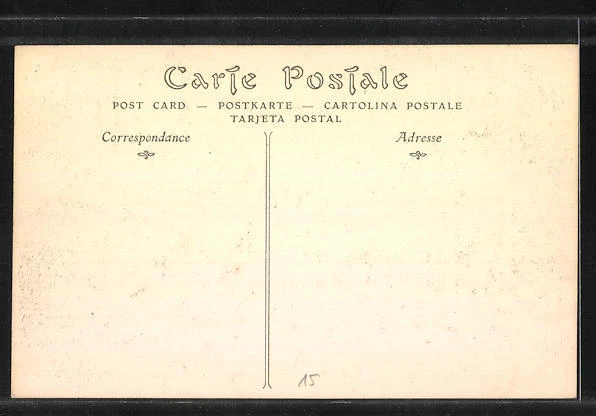 Carte Postale
POST CARD — POSTKARTE — CARTOLINA POSTALE
TARJETA POSTAL
Correspondance
Adresse
15